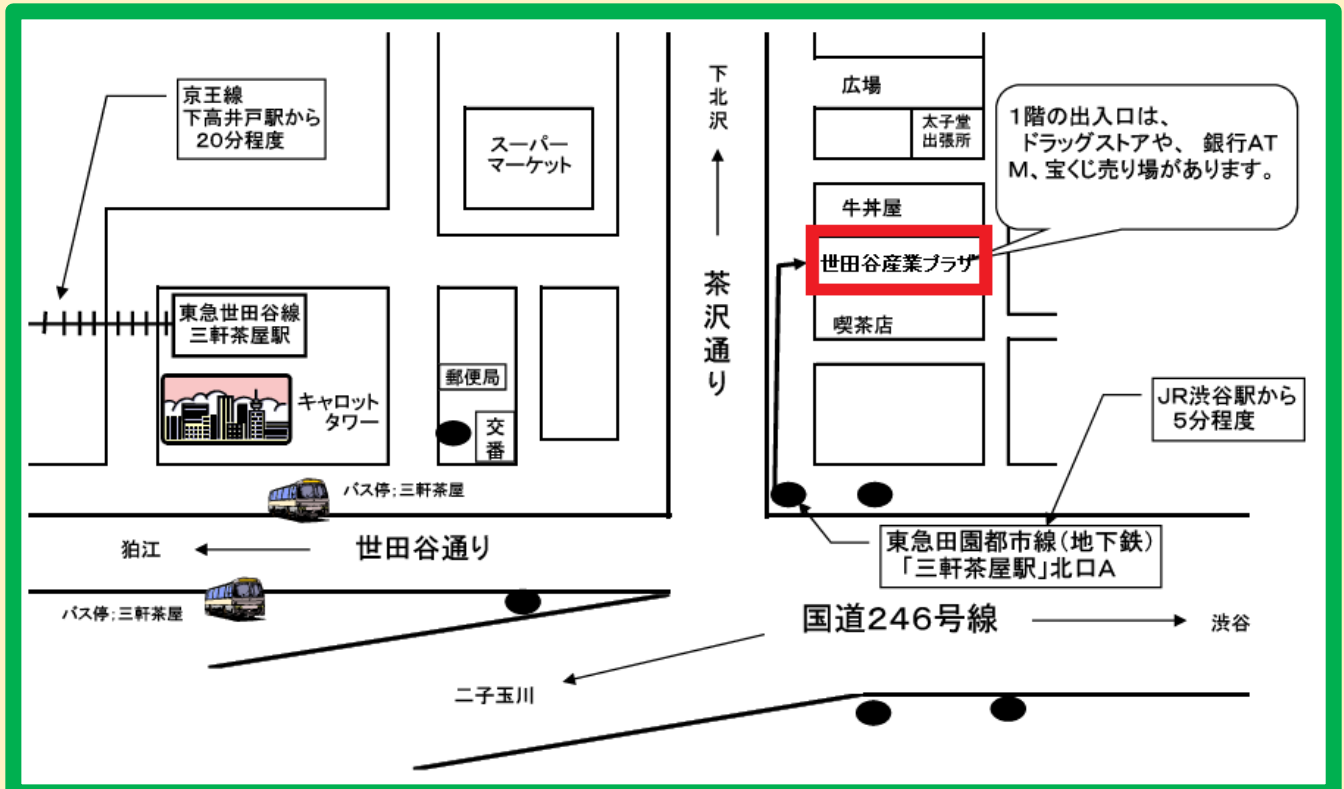 京王線
下高井戸駅から
20分程度
スーパー
マーケット
下北沢
広場
太子堂
出張所
1階の出入口は、
ドラッグストアや、 銀行AT
M、宝くじ売り場があります。
牛丼屋
世田谷産業プラザ
喫茶店
茶沢通り
東急世田谷線
三軒茶屋駅
キャロット
タワー
郵便局
交番
JR渋谷駅から
5分程度
バス停;三軒茶屋
狛江
世田谷通り
東急田園都市線(地下鉄)
「三軒茶屋駅」北口A
バス停;三軒茶屋
国道246号線
渋谷
二子玉川